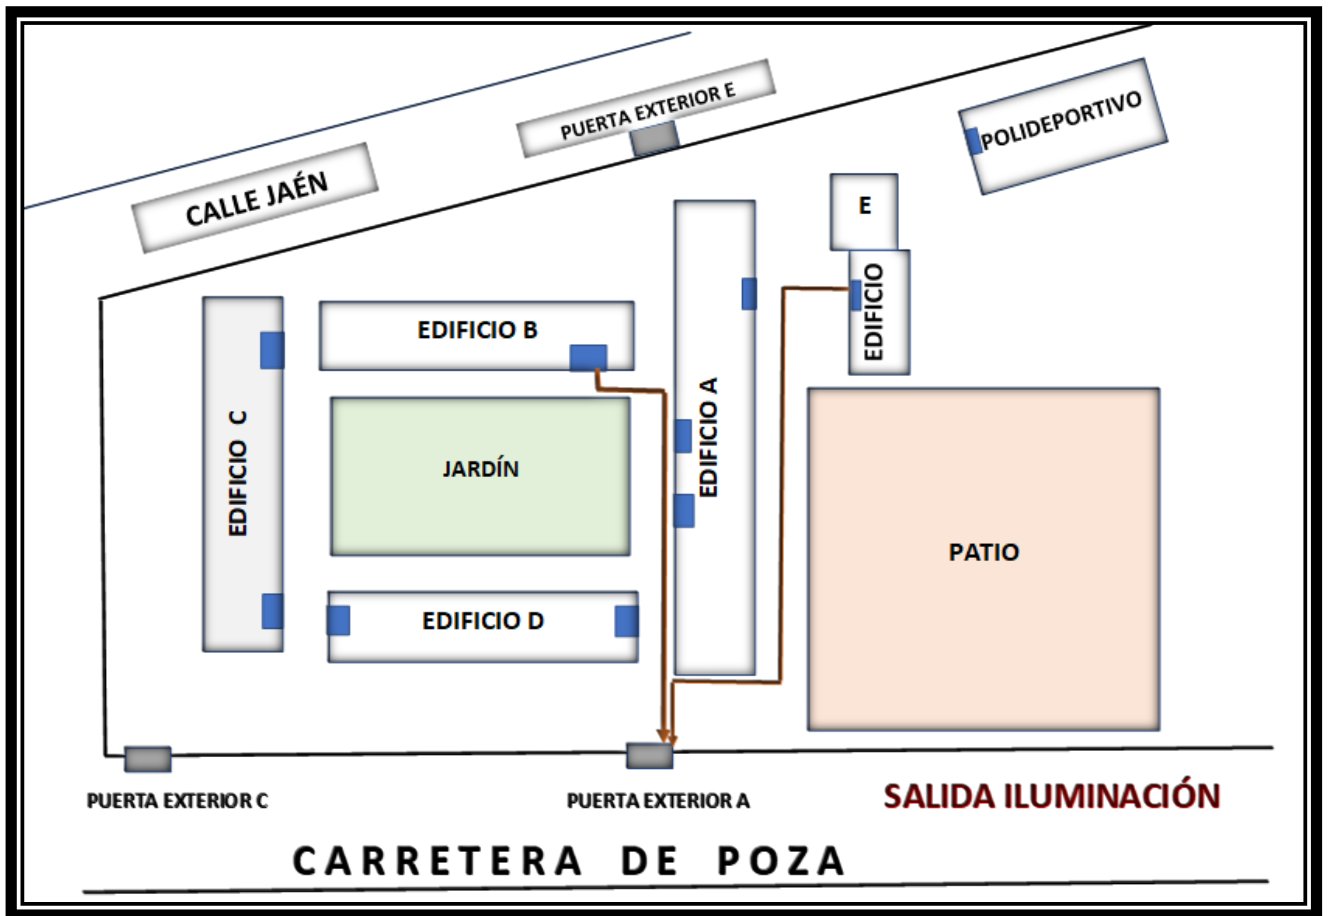 PUERTA EXTERIOR E
POLIDEPORTIVO
CALLE JAÉN
E
EDIFICIO
EDIFICIO B
EDIFICIO A
EDIFICIO C
JARDÍN
PATIO
EDIFICIO D
PUERTA EXTERIOR C
PUERTA EXTERIOR A
SALIDA ILUMINACIÓN
CARRETERA DE POZA